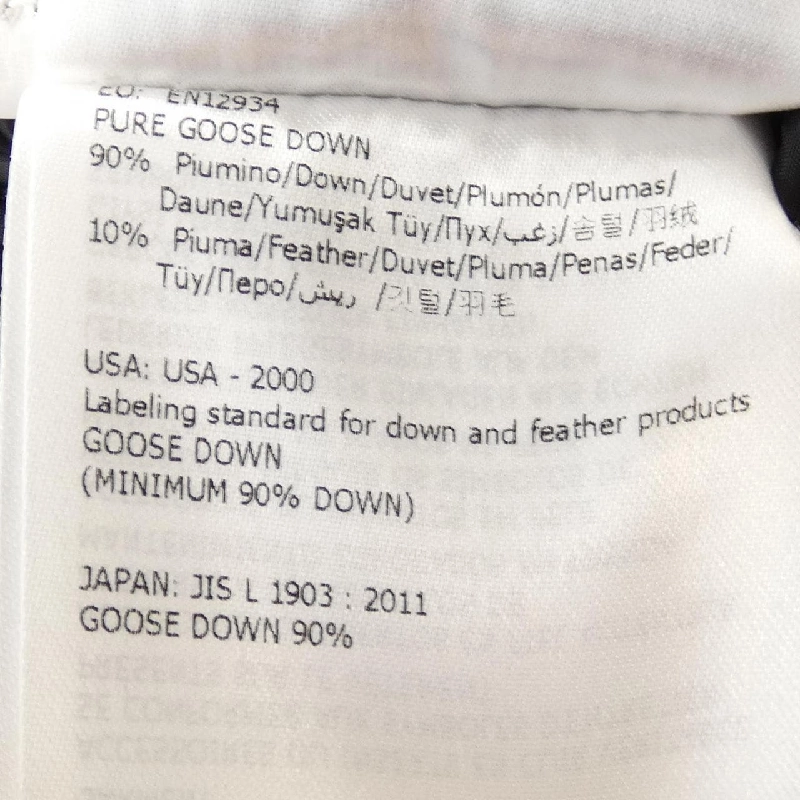 EU: EN12934
PURE GOOSE DOWN
90% Piumino/Down/Duvet/Plumón/Plumas/
Daune/Yumuşak Tüy/Пух/زغب/솜털/羽绒
10% Piuma/Feather/Duvet/Pluma/Penas/Feder/
Tüy/Перо/ريش /깃털/羽毛
USA: USA - 2000
Labeling standard for down and feather products
GOOSE DOWN
(MINIMUM 90% DOWN)
JAPAN: JIS L 1903 : 2011
GOOSE DOWN 90%